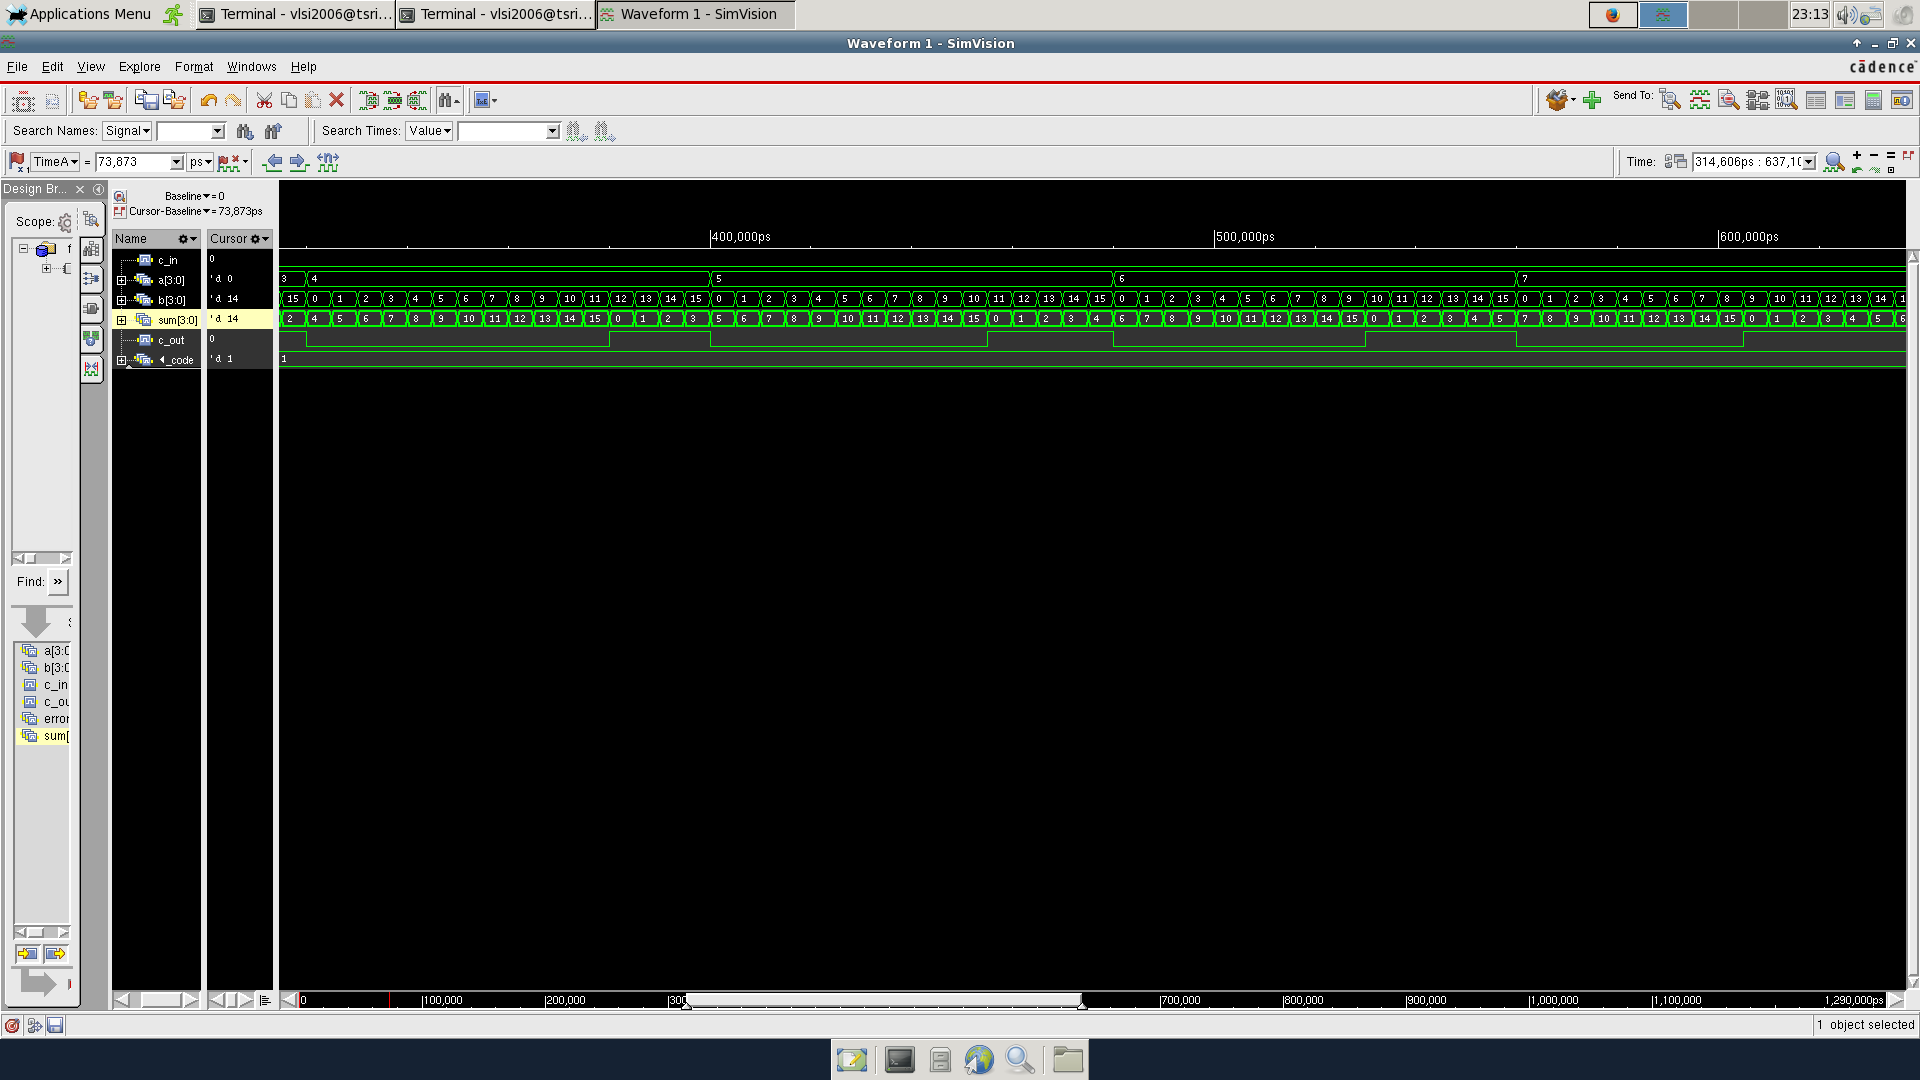 Applications Menu Terminal - vlsi2006@tsri... Terminal - vlsi2006@tsri... Waveform 1 - SimVision 23:13
Waveform 1 - SimVision
File Edit View Explore Format Windows Help cādence
Send To:
Search Names: Signal Search Times: Value
TimeA = 73,873 ps Time: 314,606ps : 637,10
Design Br...
Baseline = 0
Cursor-Baseline = 73,873ps
Scope:
Name Cursor 400,000ps 500,000ps 600,000ps
c_in 0
a[3:0] 'd 0 3 4 5 6 7
b[3:0] 'd 14 15 0 1 2 3 4 5 6 7 8 9 10 11 12 13 14 15 0 1 2 3 4 5 6 7 8 9 10 11 12 13 14 15 0 1 2 3 4 5 6 7 8 9 10 11 12 13 14 15 0 1 2 3 4 5 6 7 8 9 10 11 12 13 14 1
sum[3:0] 'd 14 2 4 5 6 7 8 9 10 11 12 13 14 15 0 1 2 3 5 6 7 8 9 10 11 12 13 14 15 0 1 2 3 4 6 7 8 9 10 11 12 13 14 15 0 1 2 3 4 5 7 8 9 10 11 12 13 14 15 0 1 2 3 4 5 6
c_out 0
_code 'd 1 1
Find: »
a[3:0
b[3:0
c_in
c_ou
error
sum[
0 100,000 200,000 300 700,000 800,000 900,000 1,000,000 1,100,000 1,290,000ps
1 object selected